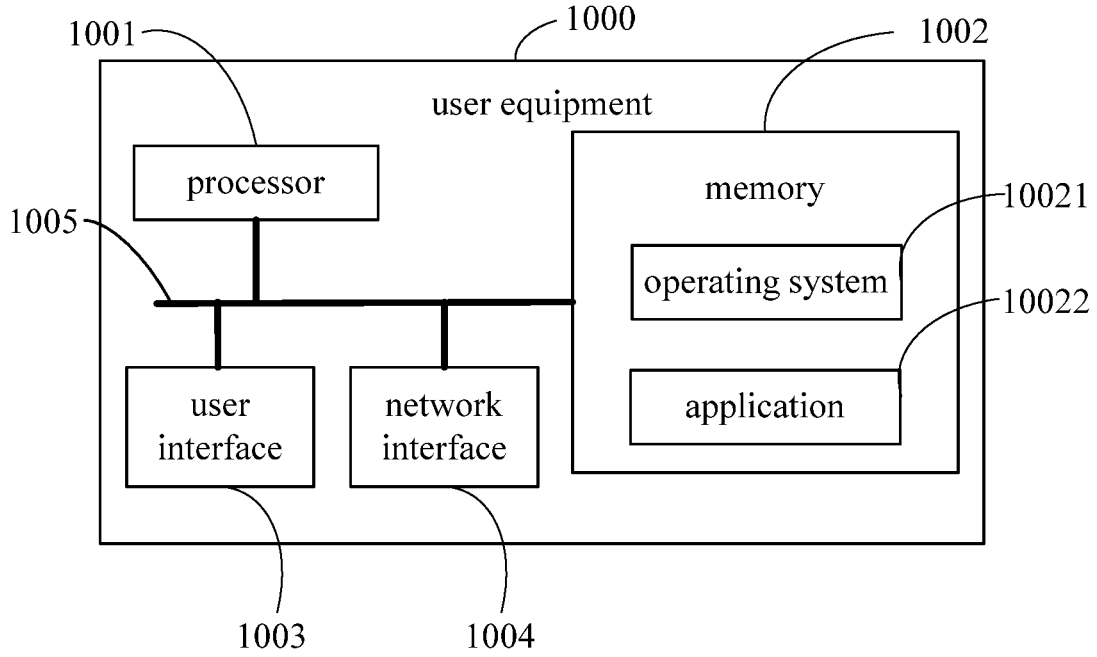 1000
1001
1002
user equipment
processor
memory
10021
1005
operating system
10022
user
interface
network
interface
application
1003
1004